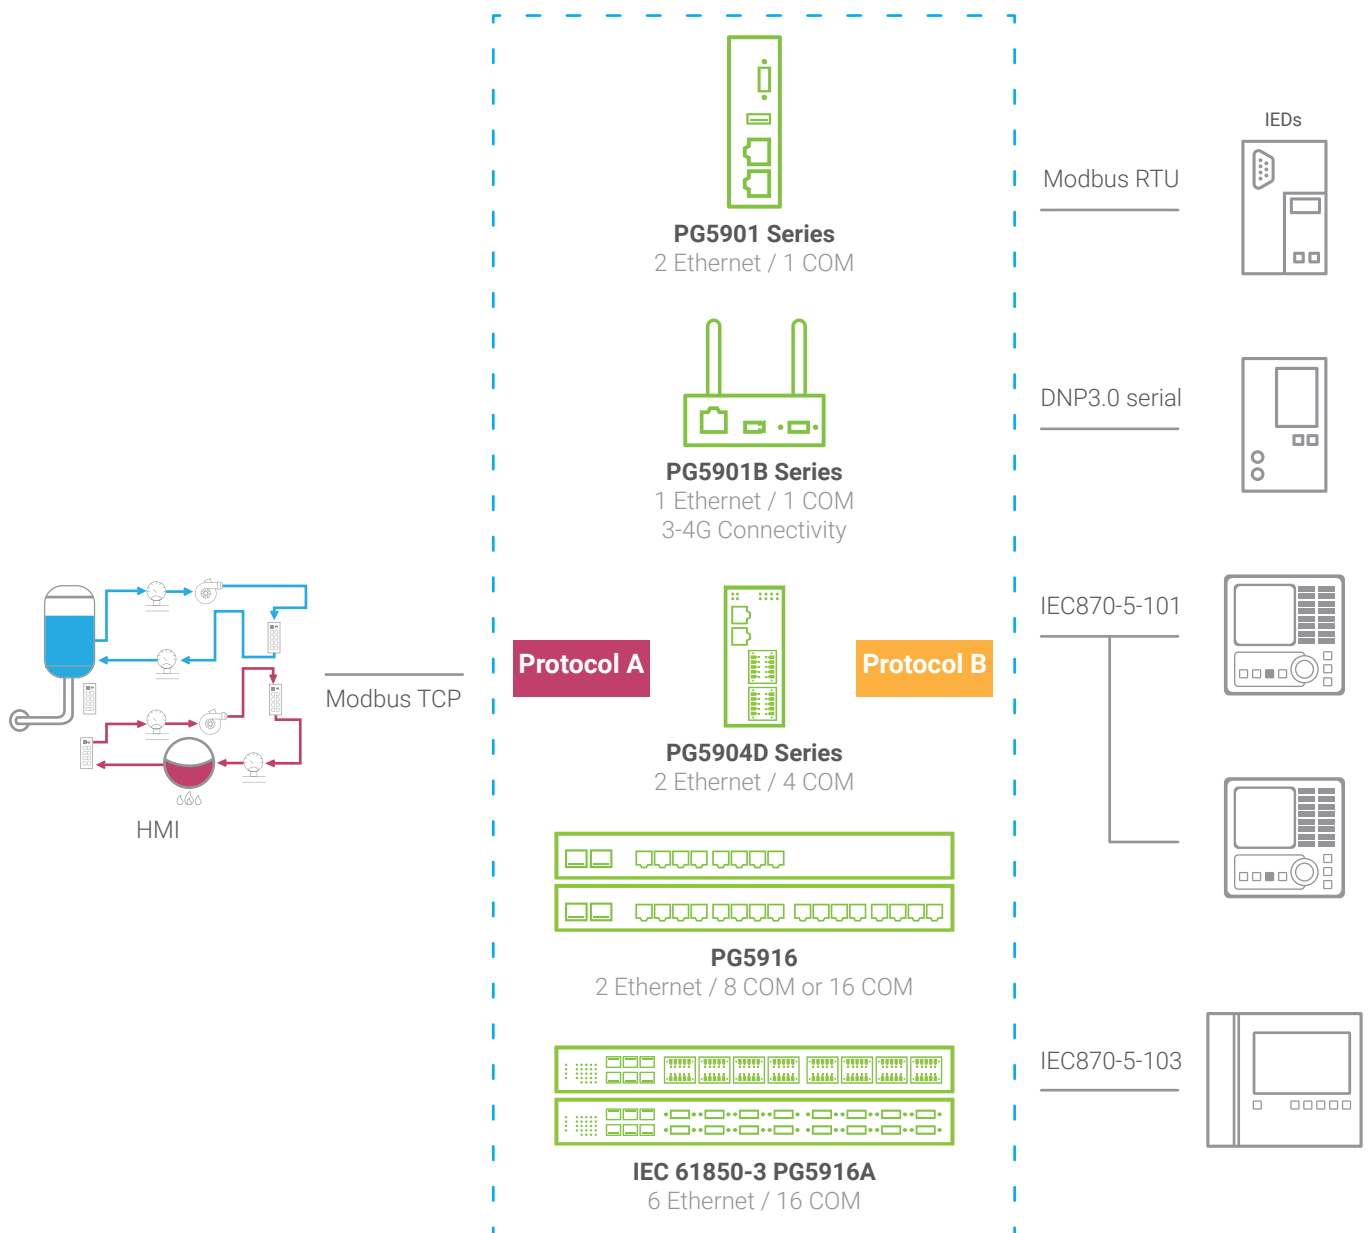 IEDs
Modbus RTU
PG5901 Series
2 Ethernet / 1 COM
DNP3.0 serial
PG5901B Series
1 Ethernet / 1 COM
3-4G Connectivity
IEC870-5-101
Protocol A
Protocol B
Modbus TCP
PG5904D Series
2 Ethernet / 4 COM
HMI
PG5916
2 Ethernet / 8 COM or 16 COM
IEC870-5-103
IEC 61850-3 PG5916A
6 Ethernet / 16 COM